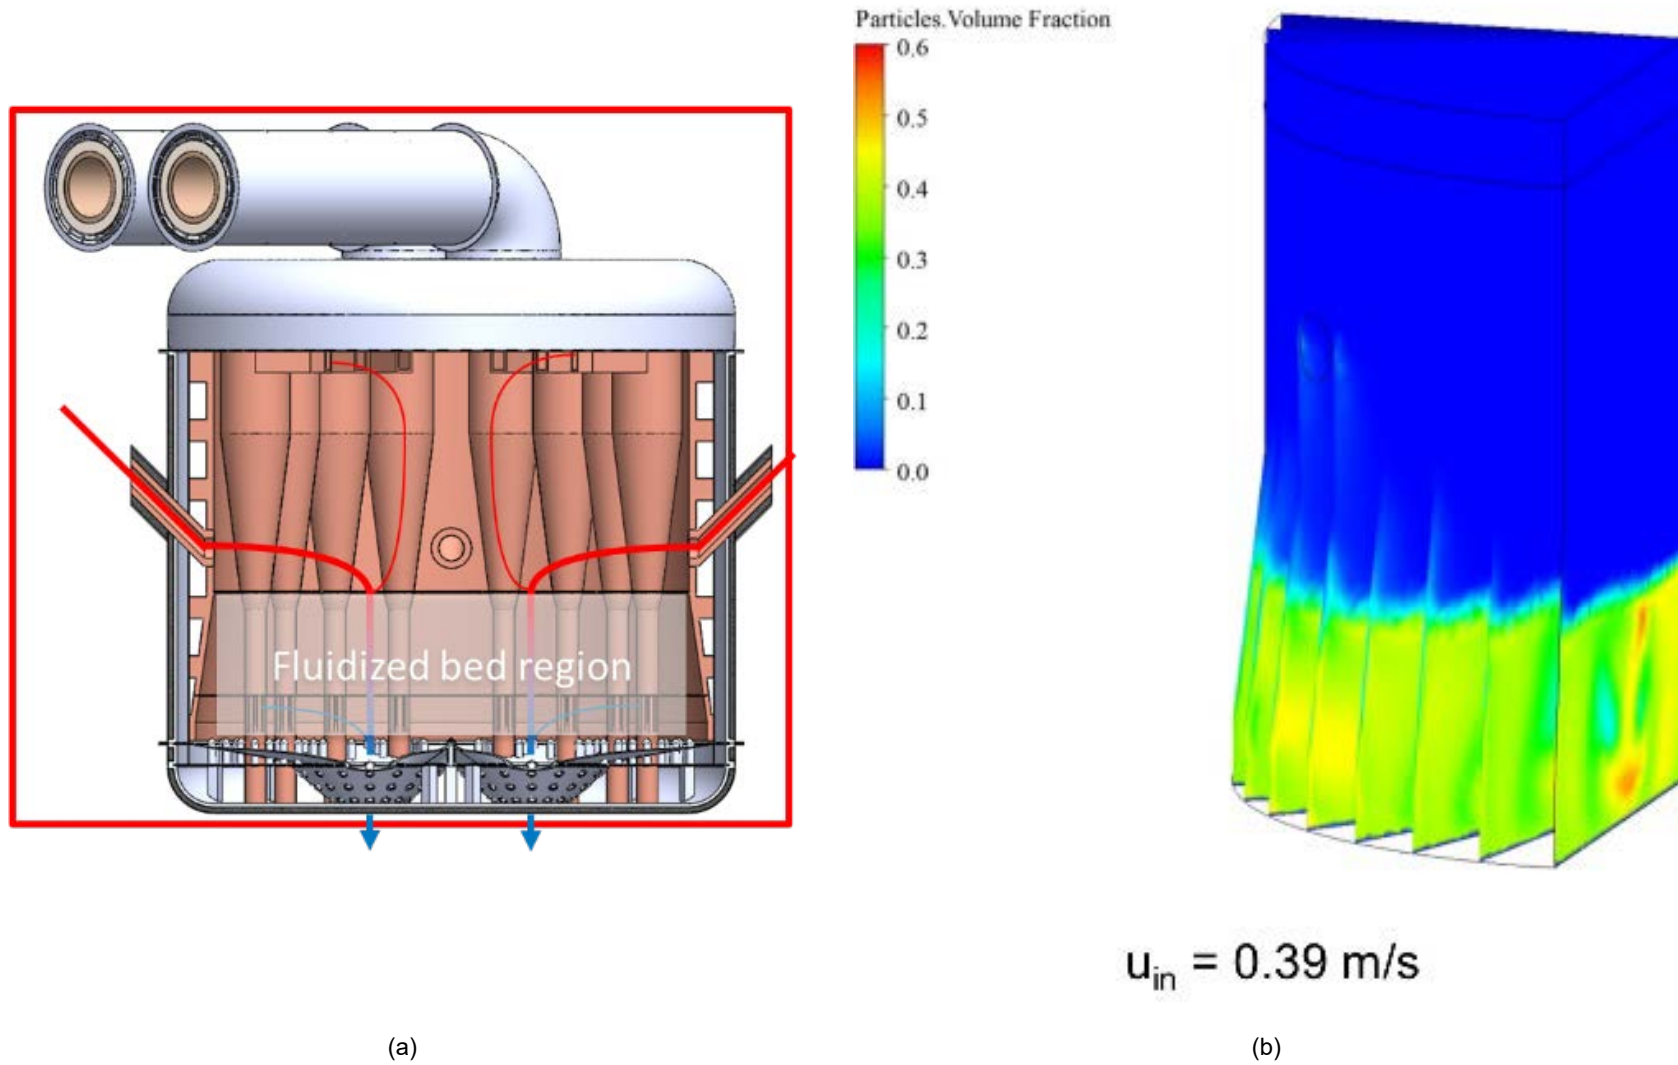 Particles.Volume Fraction
0.6
0.5
0.4
0.3
0.2
0.1
0.0
Fluidized bed region
uin = 0.39 m/s
(a)
(b)